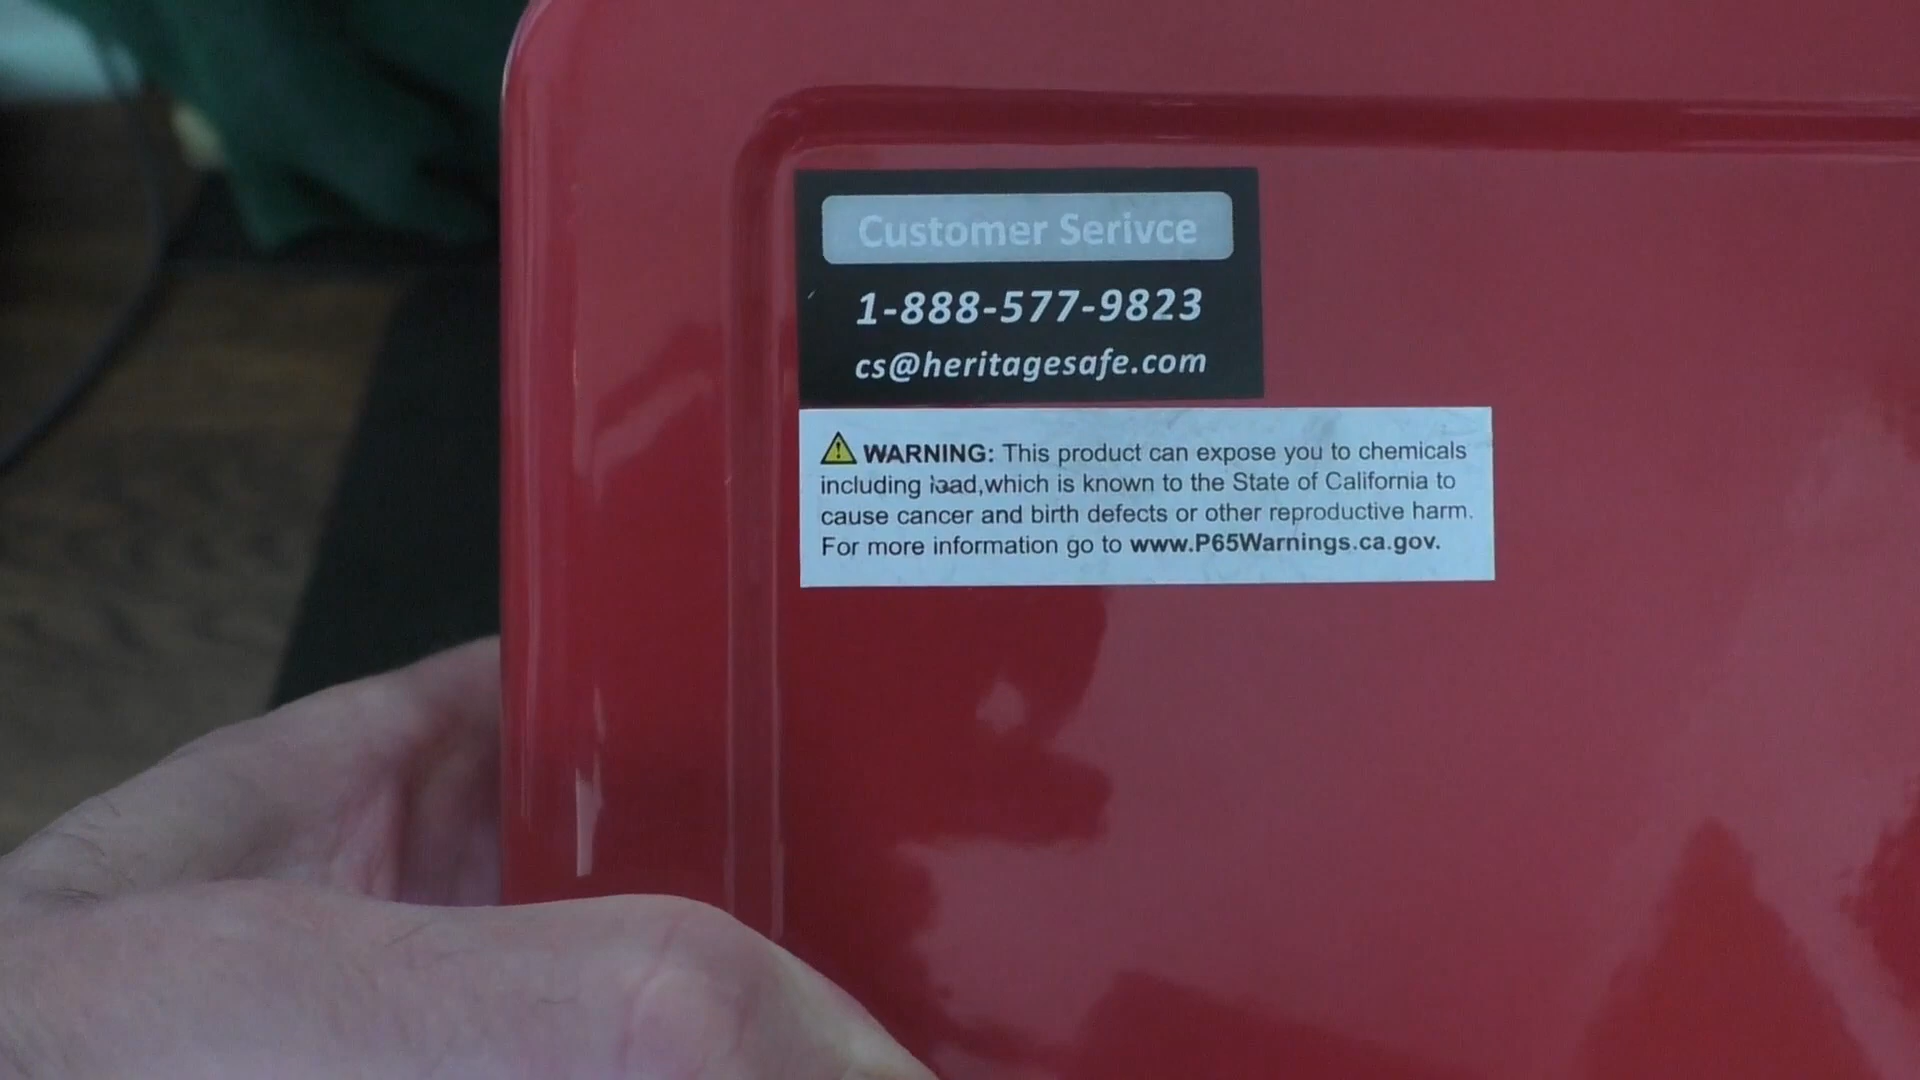 Customer Serivce
1-888-577-9823
cs@heritagesafe.com
WARNING: This product can expose you to chemicals
including lead,which is known to the State of California to
cause cancer and birth defects or other reproductive harm.
For more information go to www.P65Warnings.ca.gov.